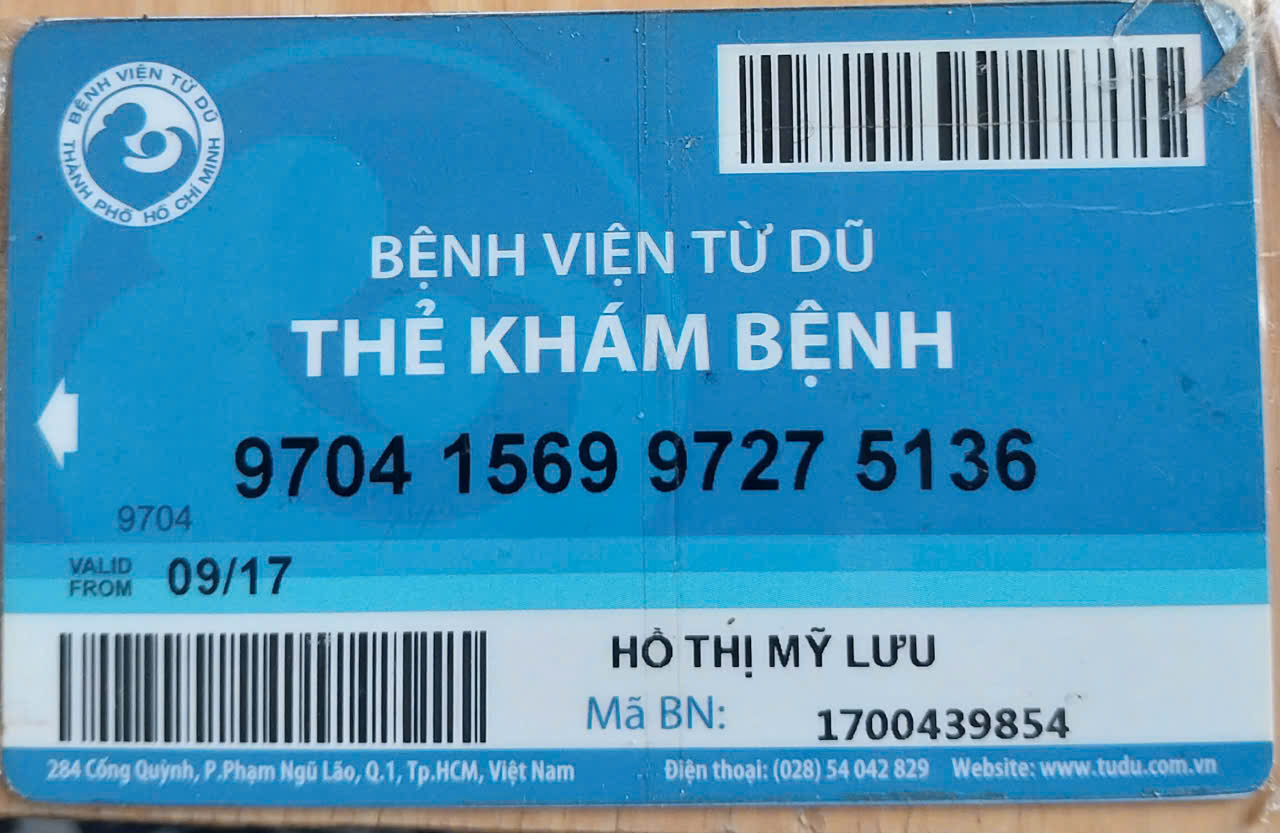 BỆNH VIỆN TỪ DŨ
THÀNH PHỐ HỒ CHÍ MINH
BỆNH VIỆN TỪ DŨ
THẺ KHÁM BỆNH
9704 1569 9727 5136
9704
VALID
FROM 09/17
HỒ THỊ MỸ LƯU
Mã BN: 1700439854
284 Cống Quỳnh, P.Phạm Ngũ Lão, Q.1, Tp.HCM, Việt Nam Điện thoại: (028) 54 042 829 Website: www.tudu.com.vn